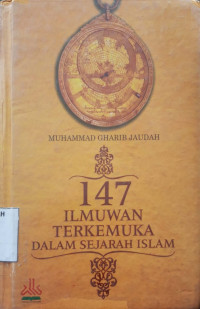 MUHAMMAD GHARIB JAUDAH
147
ILMUWAN
TERKEMUKA
DALAM SEJARAH ISLAM